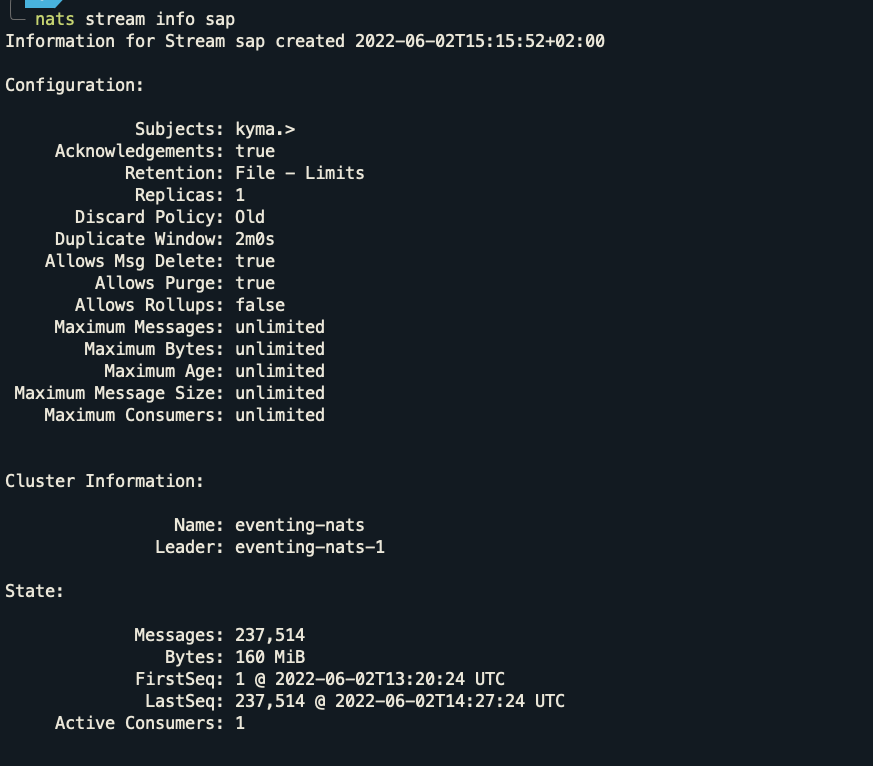 nats stream info sap
Information for Stream sap created 2022-06-02T15:15:52+02:00
Configuration:
Subjects: kyma.>
Acknowledgements: true
Retention: File - Limits
Replicas: 1
Discard Policy: Old
Duplicate Window: 2m0s
Allows Msg Delete: true
Allows Purge: true
Allows Rollups: false
Maximum Messages: unlimited
Maximum Bytes: unlimited
Maximum Age: unlimited
Maximum Message Size: unlimited
Maximum Consumers: unlimited
Cluster Information:
Name: eventing-nats
Leader: eventing-nats-1
State:
Messages: 237,514
Bytes: 160 MiB
FirstSeq: 1 @ 2022-06-02T13:20:24 UTC
LastSeq: 237,514 @ 2022-06-02T14:27:24 UTC
Active Consumers: 1